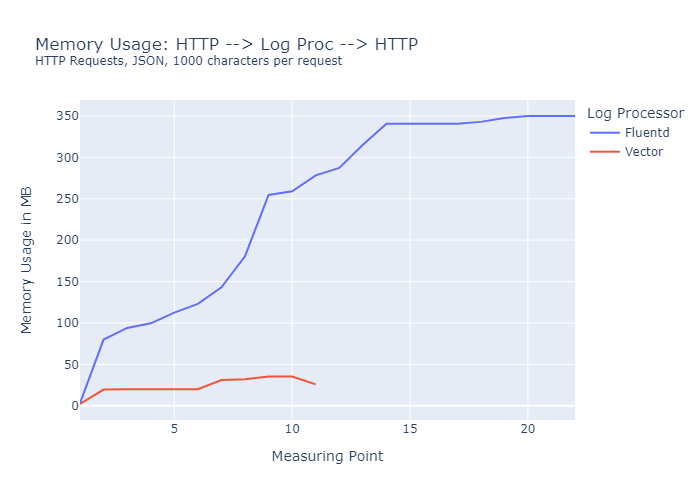 Memory Usage: HTTP --> Log Proc --> HTTP
HTTP Requests, JSON, 1000 characters per request
Log Processor
Fluentd
Vector
Memory Usage in MB
350
300
250
200
150
100
50
0
5
10
15
20
Measuring Point